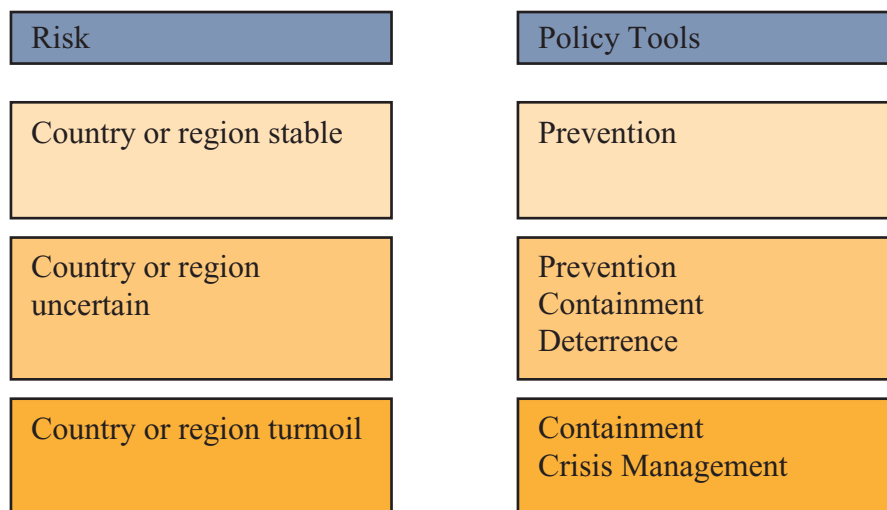 Risk
Policy Tools
Country or region stable
Prevention
Country or region
uncertain
Prevention
Containment
Deterrence
Country or region turmoil
Containment
Crisis Management